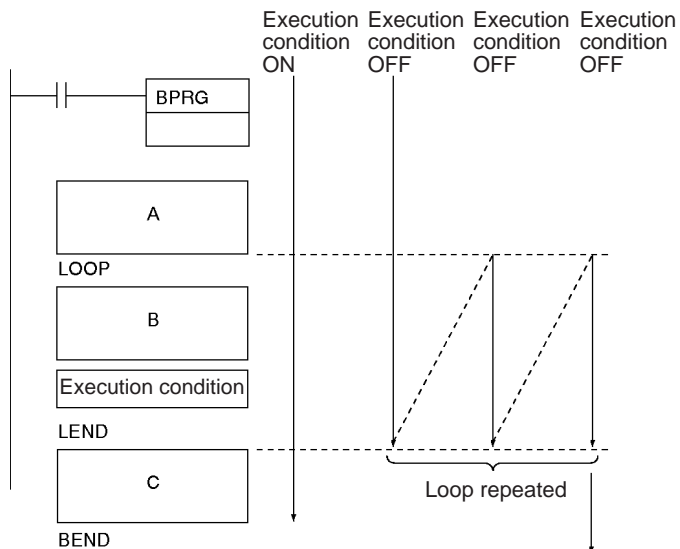 Execution condition ON
Execution condition OFF
Execution condition OFF
Execution condition OFF
BPRG
A
LOOP
B
Execution condition
LEND
C
Loop repeated
BEND